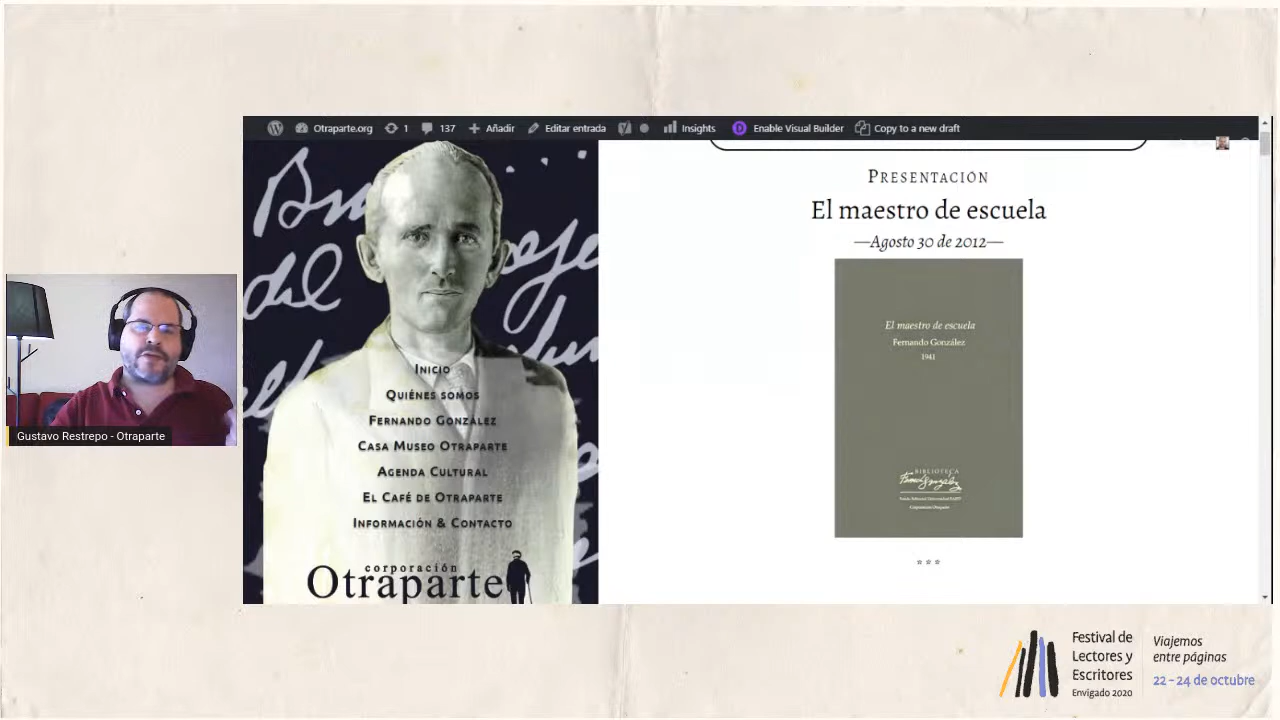 Otraparte.org 1 137 Añadir Editar entrada Insights Enable Visual Builder Copy to a new draft
Gustavo Restrepo - Otraparte
Inicio
Quiénes somos
Fernando González
Casa Museo Otraparte
Agenda Cultural
El Café de Otraparte
Información & Contacto
corporación
Otraparte
Presentación
El maestro de escuela
—Agosto 30 de 2012—
El maestro de escuela
Fernando González
1941
BIBLIOTECA
Fernando González
* * *
Festival de
Lectores y
Escritores
Envigado 2020
Viajemos
entre páginas
22 - 24 de octubre